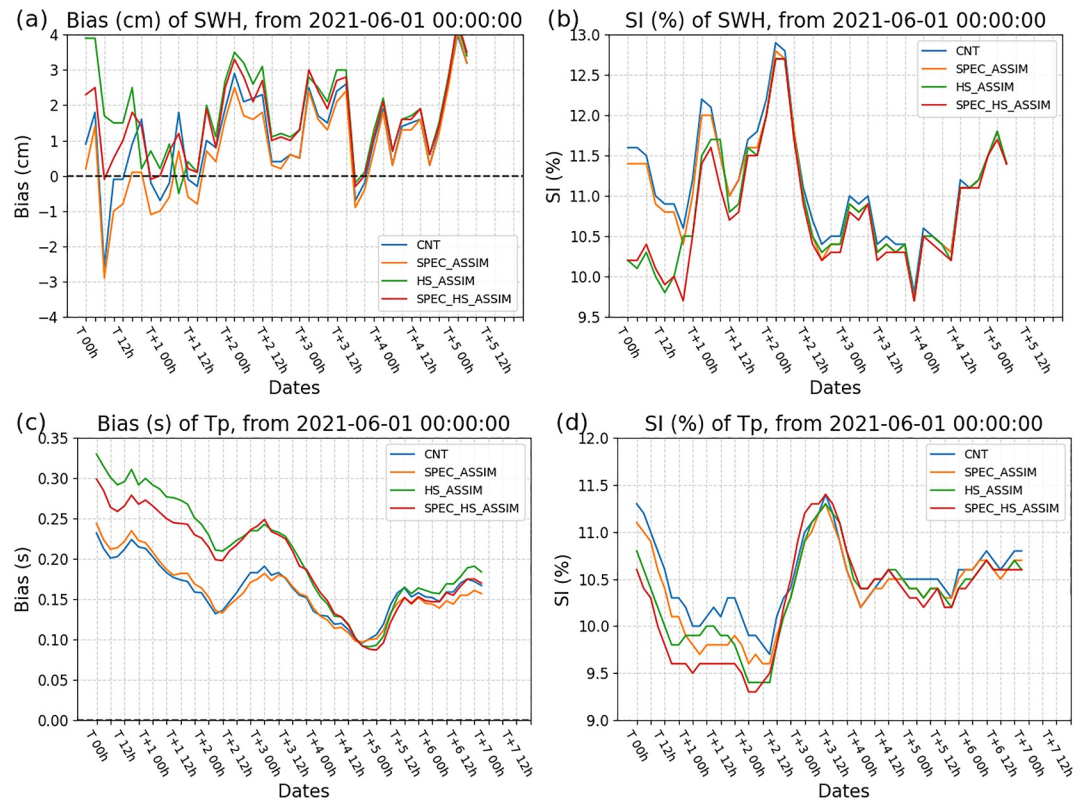 (a) Bias (cm) of SWH, from 2021-06-01 00:00:00
4
3
2
1
0
−1
−2
−3
−4
Bias (cm)
CNT
SPEC_ASSIM
HS_ASSIM
SPEC_HS_ASSIM
T 00h
T 12h
T+1 00h
T+1 12h
T+2 00h
T+2 12h
T+3 00h
T+3 12h
T+4 00h
T+4 12h
T+5 00h
T+5 12h
Dates
(b) SI (%) of SWH, from 2021-06-01 00:00:00
13.0
12.5
12.0
11.5
11.0
10.5
10.0
9.5
SI (%)
CNT
SPEC_ASSIM
HS_ASSIM
SPEC_HS_ASSIM
T 00h
T 12h
T+1 00h
T+1 12h
T+2 00h
T+2 12h
T+3 00h
T+3 12h
T+4 00h
T+4 12h
T+5 00h
T+5 12h
Dates
(c) Bias (s) of Tp, from 2021-06-01 00:00:00
0.35
0.30
0.25
0.20
0.15
0.10
0.05
0.00
Bias (s)
CNT
SPEC_ASSIM
HS_ASSIM
SPEC_HS_ASSIM
T 00h
T 12h
T+1 00h
T+1 12h
T+2 00h
T+2 12h
T+3 00h
T+3 12h
T+4 00h
T+4 12h
T+5 00h
T+5 12h
T+6 00h
T+6 12h
T+7 00h
T+7 12h
Dates
(d) SI (%) of Tp, from 2021-06-01 00:00:00
12.0
11.5
11.0
10.5
10.0
9.5
9.0
SI (%)
CNT
SPEC_ASSIM
HS_ASSIM
SPEC_HS_ASSIM
T 00h
T 12h
T+1 00h
T+1 12h
T+2 00h
T+2 12h
T+3 00h
T+3 12h
T+4 00h
T+4 12h
T+5 00h
T+5 12h
T+6 00h
T+6 12h
T+7 00h
T+7 12h
Dates